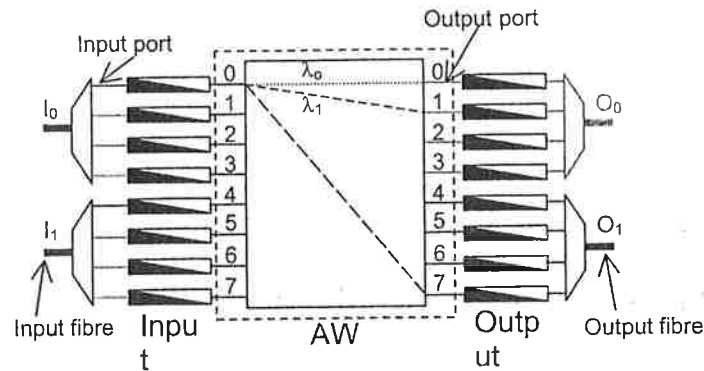 Output port
Input port
0 λ₀ 0
1 λ₁ 1
I₀ O₀
2 2
3 3
4 4
I₁ O₁
5 5
6 6
7 7
Input fibre
Inpu
t
AW
Outp
ut
Output fibre